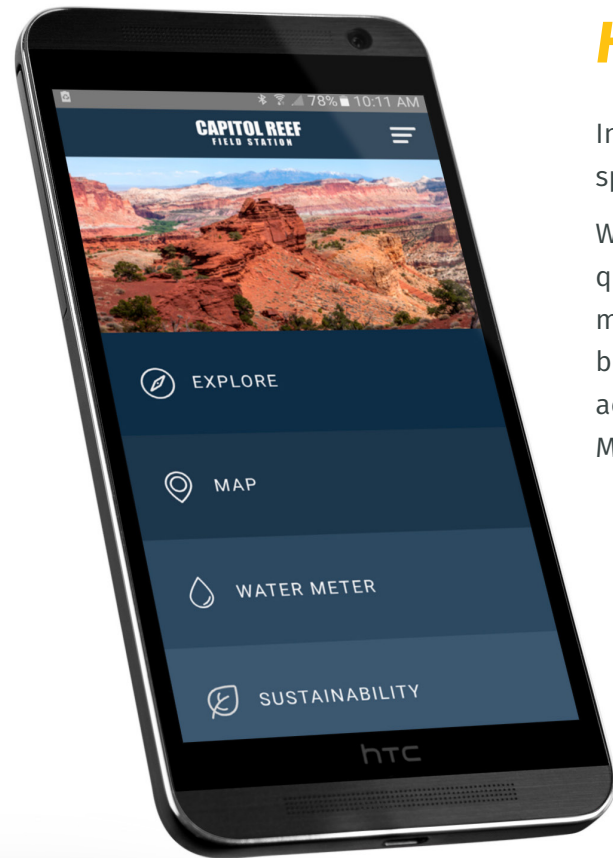 78% 10:11 AM
CAPITOL REEF
FIELD STATION
EXPLORE
MAP
WATER METER
SUSTAINABILITY
hTC